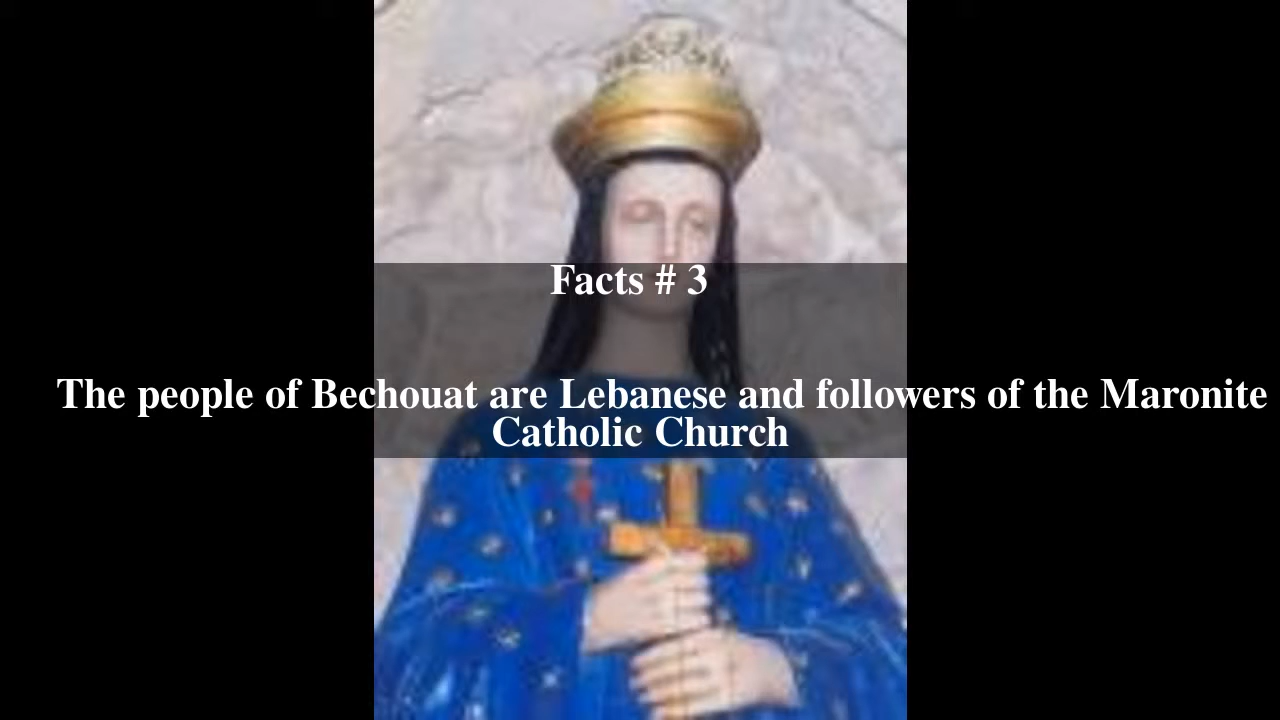 Facts # 3
The people of Bechouat are Lebanese and followers of the Maronite
Catholic Church